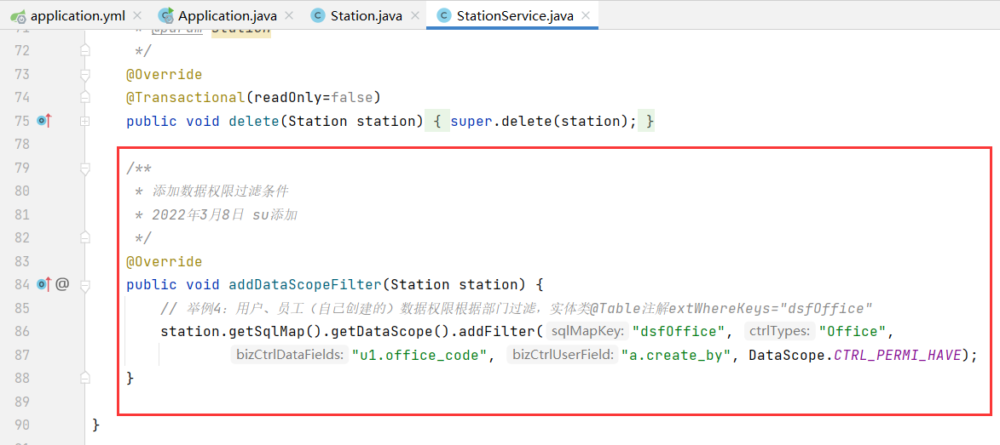 application.yml × Application.java × Station.java × StationService.java ×
71 * @param station
72 */
73 @Override
74 @Transactional(readOnly=false)
75 public void delete(Station station) { super.delete(station); }
78
79 /**
80 * 添加数据权限过滤条件
81 * 2022年3月8日 su添加
82 */
83 @Override
84 @ public void addDataScopeFilter(Station station) {
85 // 举例4：用户、员工（自己创建的）数据权限根据部门过滤，实体类@Table注解extWhereKeys="dsfOffice"
86 station.getSqlMap().getDataScope().addFilter( sqlMapKey: "dsfOffice", ctrlTypes: "Office",
87 bizCtrlDataFields: "u1.office_code", bizCtrlUserField: "a.create_by", DataScope.CTRL_PERMI_HAVE);
88 }
89
90 }